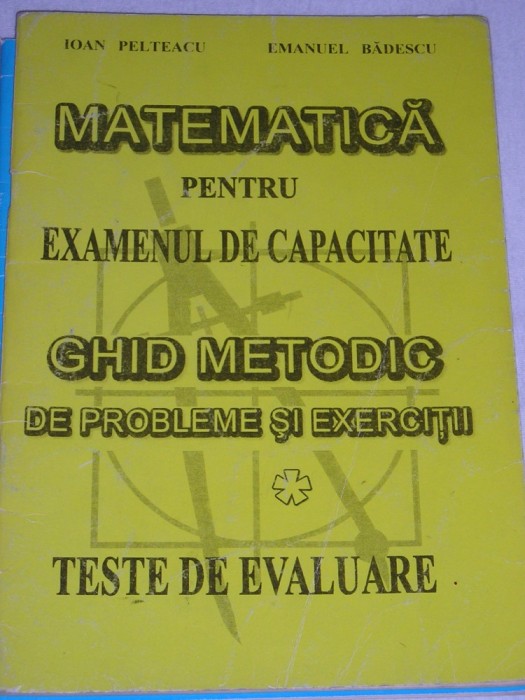 IOAN PELTEACU EMANUEL BĂDESCU
MATEMATICĂ
PENTRU
EXAMENUL DE CAPACITATE
GHID METODIC
DE PROBLEME ŞI EXERCIŢII
*
TESTE DE EVALUARE